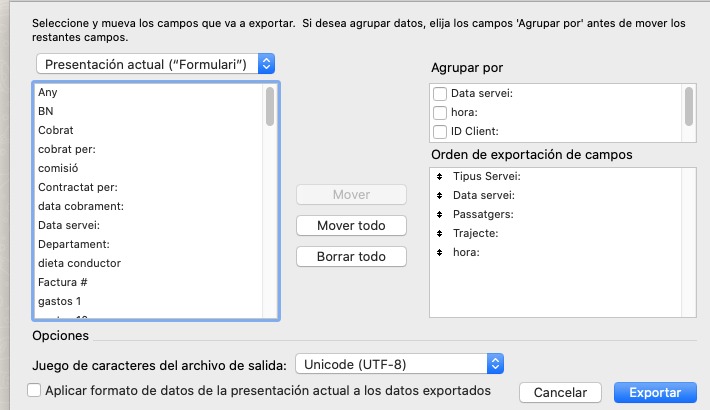 Seleccione y mueva los campos que va a exportar.  Si desea agrupar datos, elija los campos 'Agrupar por' antes de mover los
restantes campos.
Presentación actual (“Formulari”)
Any
BN
Cobrat
cobrat per:
comisió
Contractat per:
data cobrament:
Data servei:
Departament:
dieta conductor
Factura #
gastos 1
Mover
Mover todo
Borrar todo
Agrupar por
Data servei:
hora:
ID Client:
Orden de exportación de campos
Tipus Servei:
Data servei:
Passatgers:
Trajecte:
hora:
Opciones
Juego de caracteres del archivo de salida:
Unicode (UTF-8)
Aplicar formato de datos de la presentación actual a los datos exportados
Cancelar
Exportar